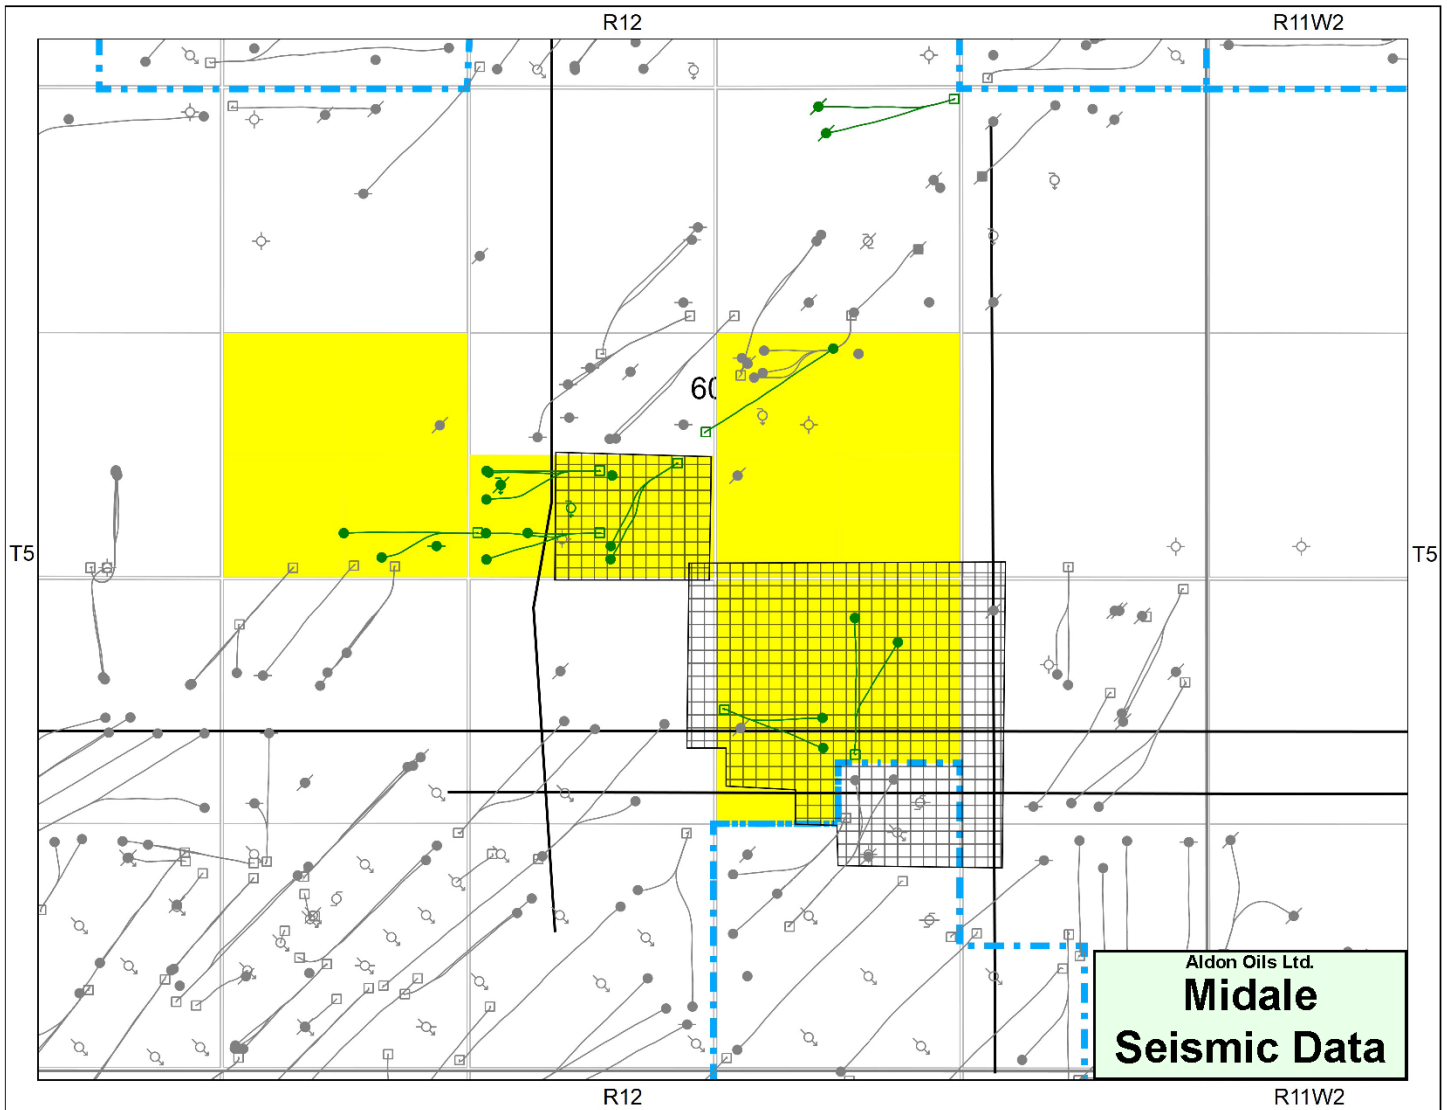 R12 R11W2
60
T5 T5
Aldon Oils Ltd.
Midale
Seismic Data
R12 R11W2